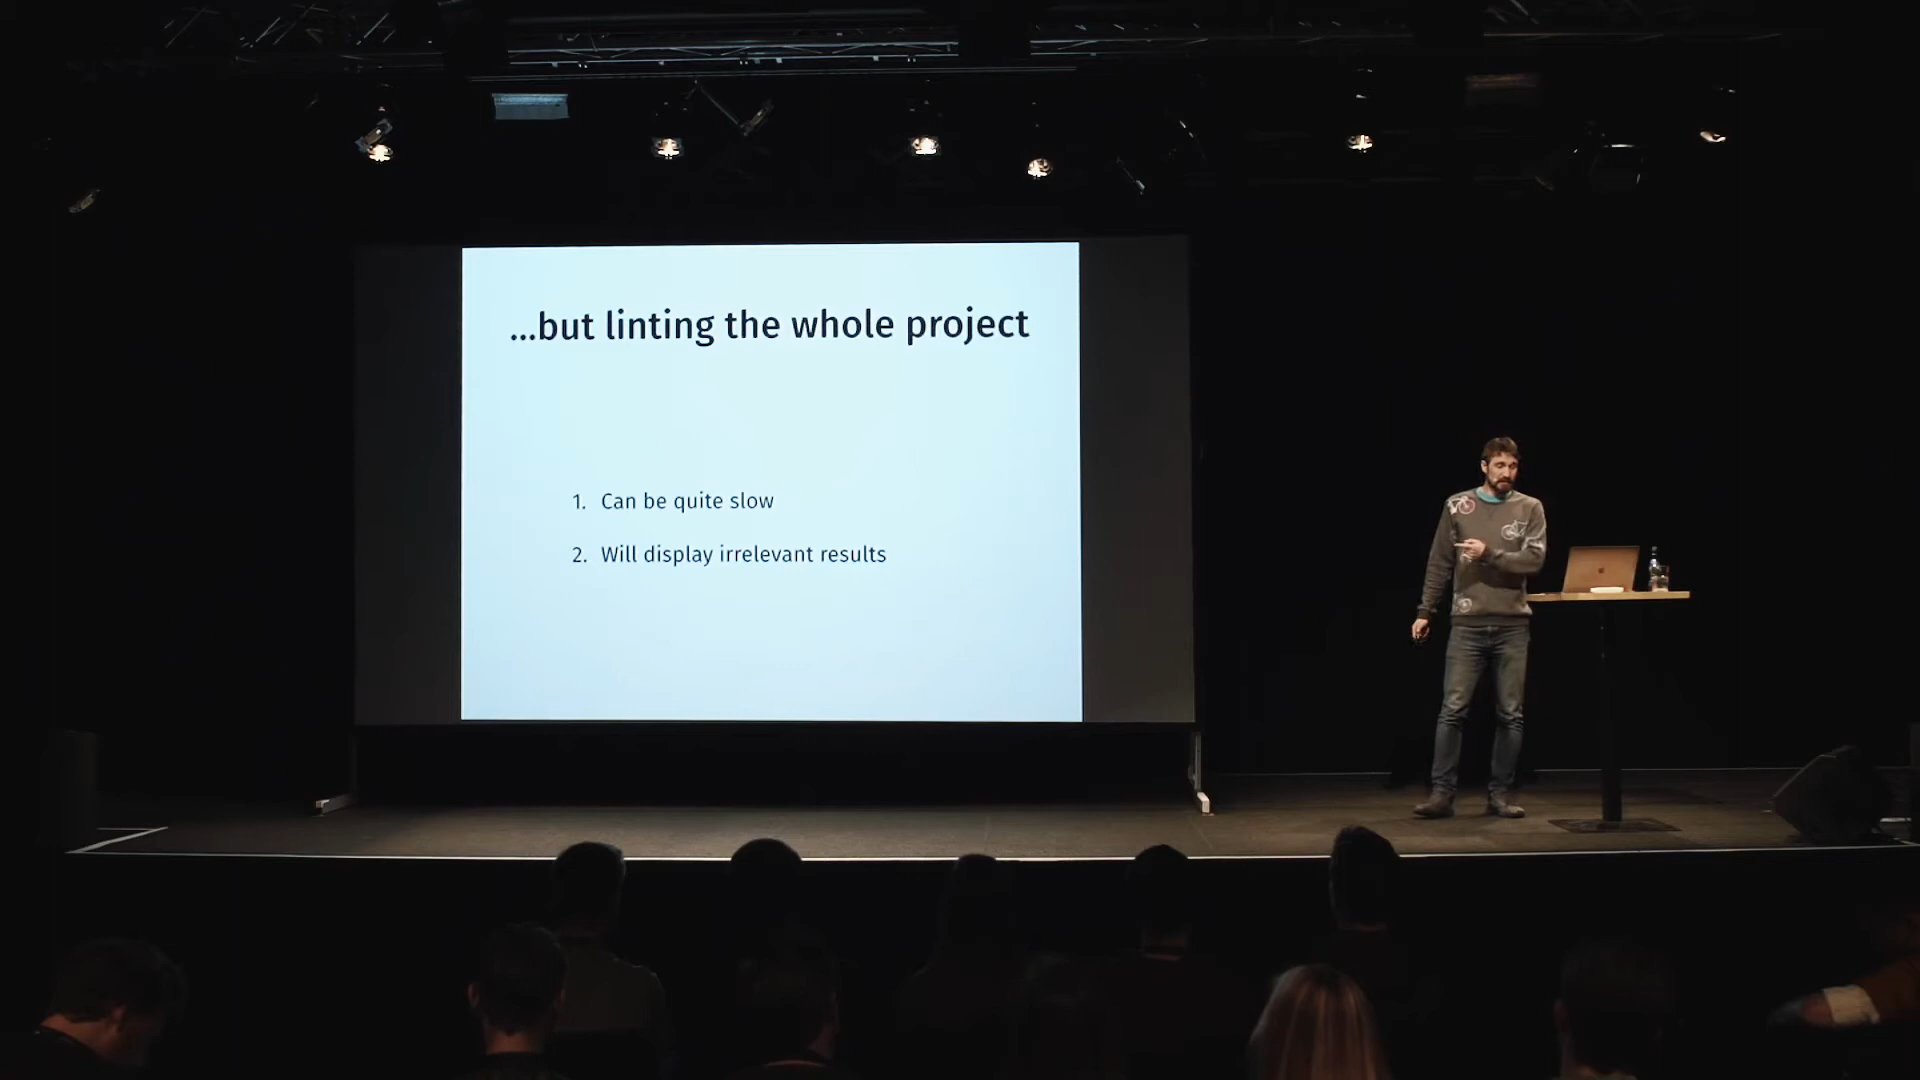 ...but linting the whole project
1. Can be quite slow
2. Will display irrelevant results